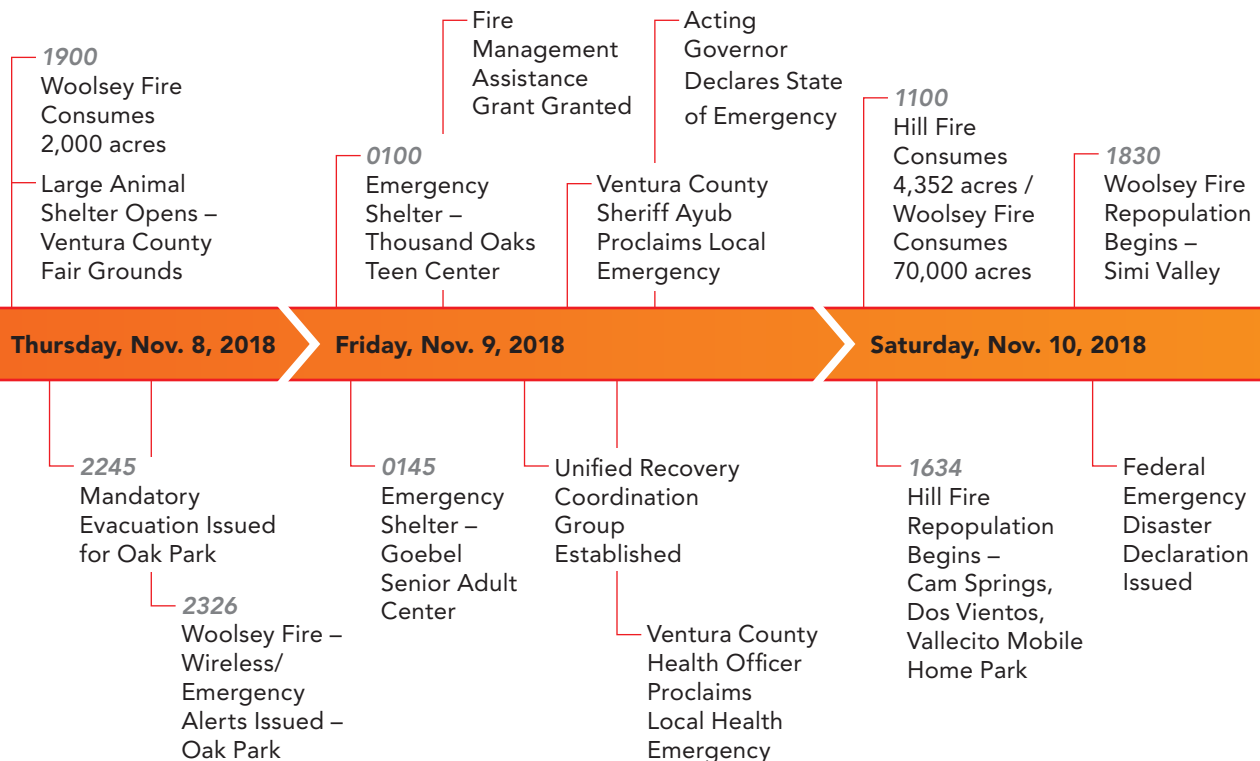 1900
Woolsey Fire
Consumes
2,000 acres
Large Animal
Shelter Opens –
Ventura County
Fair Grounds
0100
Emergency
Shelter –
Thousand Oaks
Teen Center
Fire
Management
Assistance
Grant Granted
Ventura County
Sheriff Ayub
Proclaims Local
Emergency
Acting
Governor
Declares State
of Emergency
1100
Hill Fire
Consumes
4,352 acres /
Woolsey Fire
Consumes
70,000 acres
1830
Woolsey Fire
Repopulation
Begins –
Simi Valley
Thursday, Nov. 8, 2018
Friday, Nov. 9, 2018
Saturday, Nov. 10, 2018
2245
Mandatory
Evacuation Issued
for Oak Park
2326
Woolsey Fire –
Wireless/
Emergency
Alerts Issued –
Oak Park
0145
Emergency
Shelter –
Goebel
Senior Adult
Center
Unified Recovery
Coordination
Group
Established
Ventura County
Health Officer
Proclaims
Local Health
Emergency
1634
Hill Fire
Repopulation
Begins –
Cam Springs,
Dos Vientos,
Vallecito Mobile
Home Park
Federal
Emergency
Disaster
Declaration
Issued